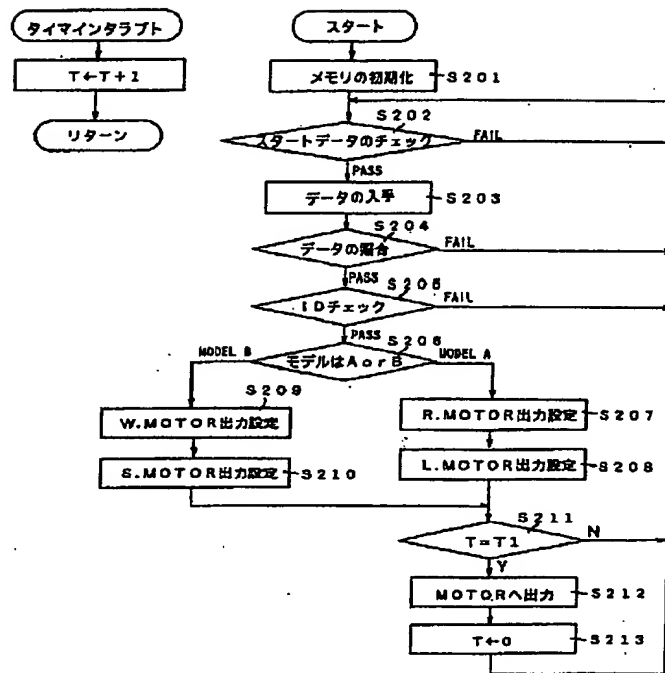 タイマインタラプト
T←T+1
リターン
スタート
メモリの初期化
S201
S202
スタートデータのチェック
FAIL
PASS
データの入手
S203
S204
データの照合
FAIL
PASS
S205
IDチェック
FAIL
PASS
S206
モデルはAorB
MODEL B
MODEL A
S209
W.MOTOR出力設定
R.MOTOR出力設定
S207
S.MOTOR出力設定
S210
L.MOTOR出力設定
S208
S211
T=T1
N
Y
MOTORへ出力
S212
T←0
S213